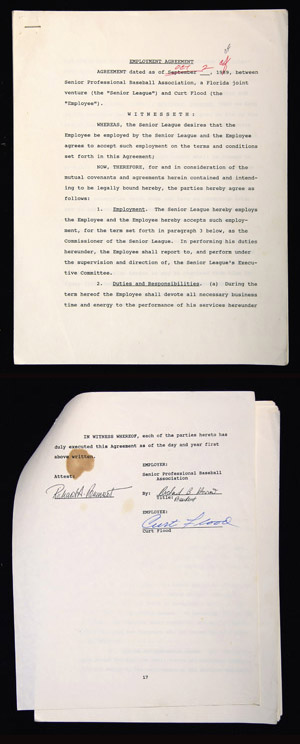 EMPLOYMENT AGREEMENT
Oct 2
AGREEMENT dated as of September __, 1989, between
Senior Professional Baseball Association, a Florida joint
venture (the "Senior League") and Curt Flood (the
"Employee").
W I T N E S S E T H :
WHEREAS, the Senior League desires that the
Employee be employed by the Senior League and the Employee
agrees to accept such employment on the terms and conditions
set forth in this Agreement;
NOW, THEREFORE, for and in consideration of the
mutual covenants and agreements herein contained and intend-
ing to be legally bound hereby, the parties hereto agree as
follows:
1. Employment. The Senior League hereby employs
the Employee and the Employee hereby accepts such employ-
ment, for the term set forth in paragraph 3 below, as the
Commissioner of the Senior League. In performing his duties
hereunder, the Employee shall report to, and perform under
the supervision and direction of, the Senior League's Execu-
tive Committee.
2. Duties and Responsibilities. (a) During the
term hereof the Employee shall devote all necessary business
time and energy to the performance of his services hereunder
IN WITNESS WHEREOF, each of the parties hereto has
duly executed this Agreement as of the day and year first
above written.
EMPLOYER:
Attest:
Senior Professional Baseball
Association
By:
Title: President
EMPLOYEE:
Curt Flood
Curt Flood
17